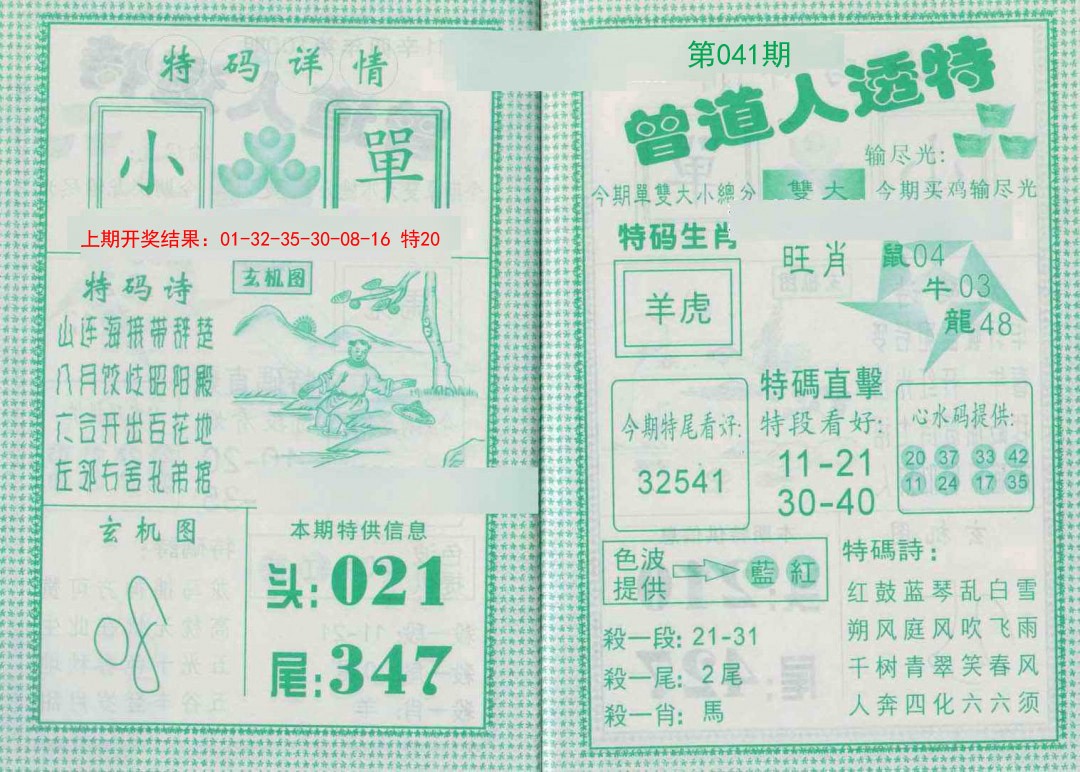 特码详情
小
單
上期开奖结果：01-32-35-30-08-16 特20
特码诗
玄机图
山连海接带群楚
八月饺歧昭阳殿
六合开出百花地
左邻右舍孔弟榕
玄机图
本期特供信息
头:021
尾:347
第041期
曾道人透特
输尽光:
今期單雙大小總分
雙大
今期买鸡输尽光
特码生肖
羊虎
旺肖
鼠04
牛03
龍48
今期特尾看好:
32541
特碼直擊
特段看好:
11-21
30-40
心水码提供:
20 37 33 42
11 24 17 35
色波
提供
藍 紅
殺一段: 21-31
殺一尾: 2尾
殺一肖: 馬
特碼詩:
红鼓蓝琴乱白雪
朔风庭风吹飞雨
千树青翠笑春风
人奔四化六六须